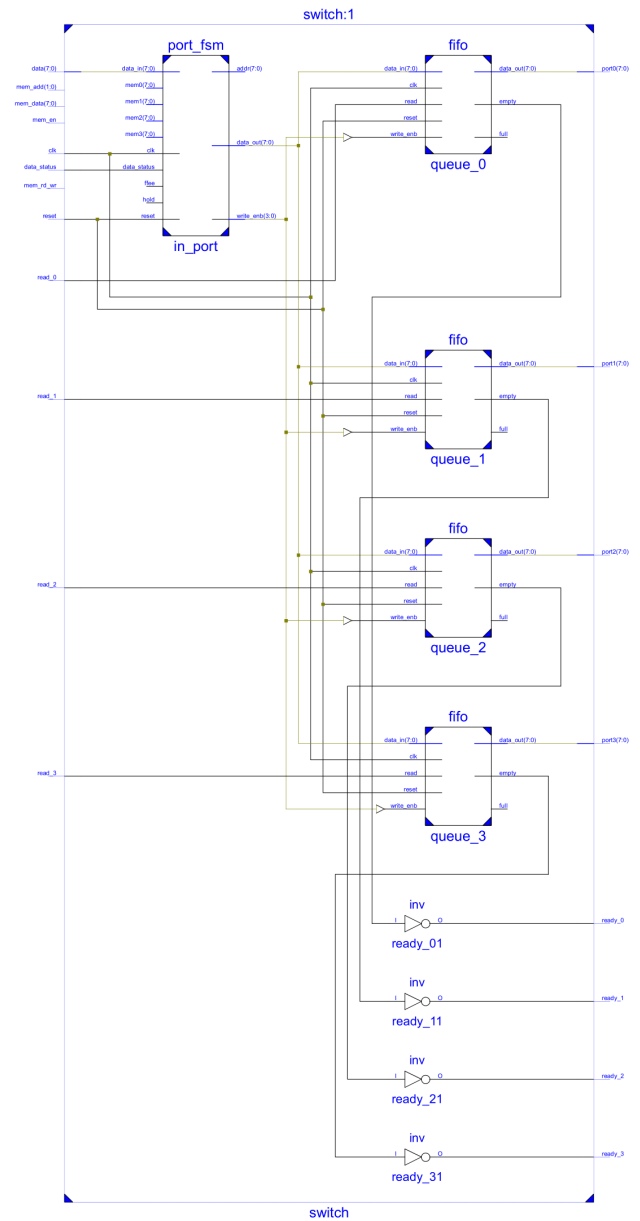 switch:1
port_fsm
data(7:0)
data_in(7:0)
addr(7:0)
mem_add(1:0)
mem0(7:0)
mem_data(7:0)
mem1(7:0)
mem_en
mem2(7:0)
mem3(7:0)
data_out(7:0)
clk
clk
data_status
data_status
mem_rd_wr
ffee
hold
reset
reset
write_enb(3:0)
in_port
fifo
data_in(7:0)
data_out(7:0)
port0(7:0)
clk
read
empty
reset
write_enb
full
queue_0
read_0
fifo
data_in(7:0)
data_out(7:0)
port1(7:0)
clk
read_1
read
empty
reset
write_enb
full
queue_1
fifo
data_in(7:0)
data_out(7:0)
port2(7:0)
clk
read_2
read
empty
reset
write_enb
full
queue_2
fifo
data_in(7:0)
data_out(7:0)
port3(7:0)
clk
read_3
read
empty
reset
write_enb
full
queue_3
inv
I
O
ready_0
ready_01
inv
I
O
ready_1
ready_11
inv
I
O
ready_2
ready_21
inv
I
O
ready_3
ready_31
switch